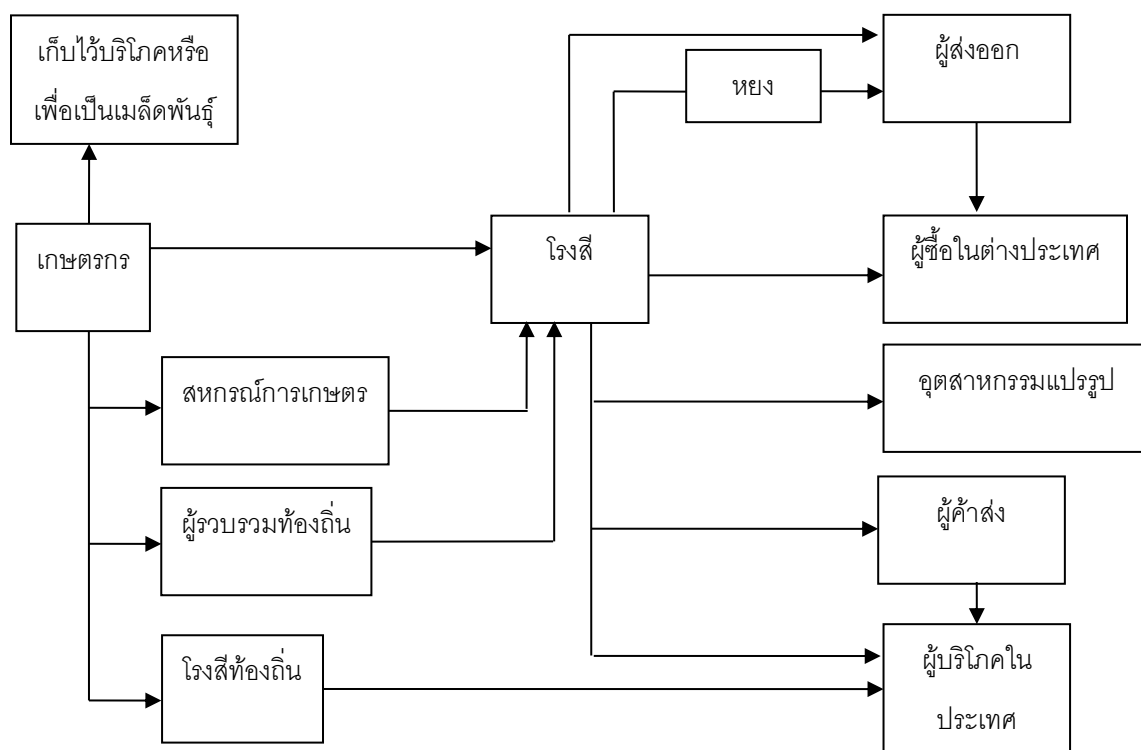 เก็บไว้บริโภคหรือ
เพื่อเป็นเมล็ดพันธุ์
ผู้ส่งออก
หยง
เกษตรกร
โรงสี
ผู้ซื้อในต่างประเทศ
สหกรณ์การเกษตร
อุตสาหกรรมแปรรูป
ผู้รวบรวมท้องถิ่น
ผู้ค้าส่ง
โรงสีท้องถิ่น
ผู้บริโภคใน
ประเทศ